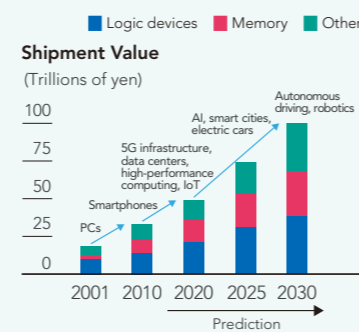 Logic devices Memory Other
Shipment Value
(Trillions of yen)
100
75
50
25
0
Autonomous
driving, robotics
AI, smart cities,
electric cars
5G infrastructure,
data centers,
high-performance
computing, IoT
Smartphones
PCs
2001 2010 2020 2025 2030
Prediction